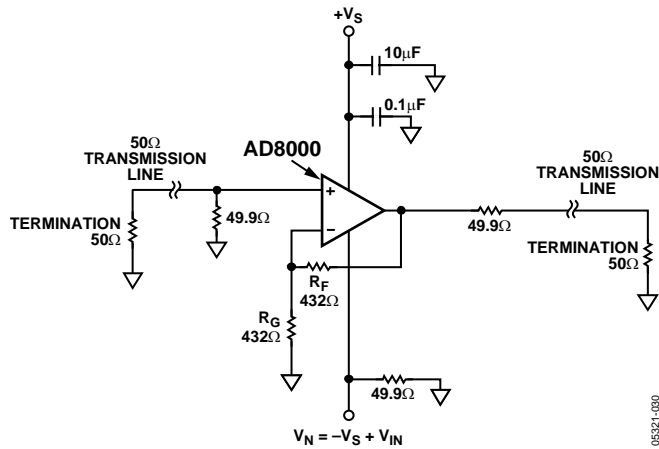 +VS
10µF
0.1µF
AD8000
50Ω
TRANSMISSION
LINE
50Ω
TRANSMISSION
LINE
+
−
TERMINATION
50Ω
49.9Ω
49.9Ω
TERMINATION
50Ω
RF
432Ω
RG
432Ω
49.9Ω
VN = –VS + VIN
05321-030